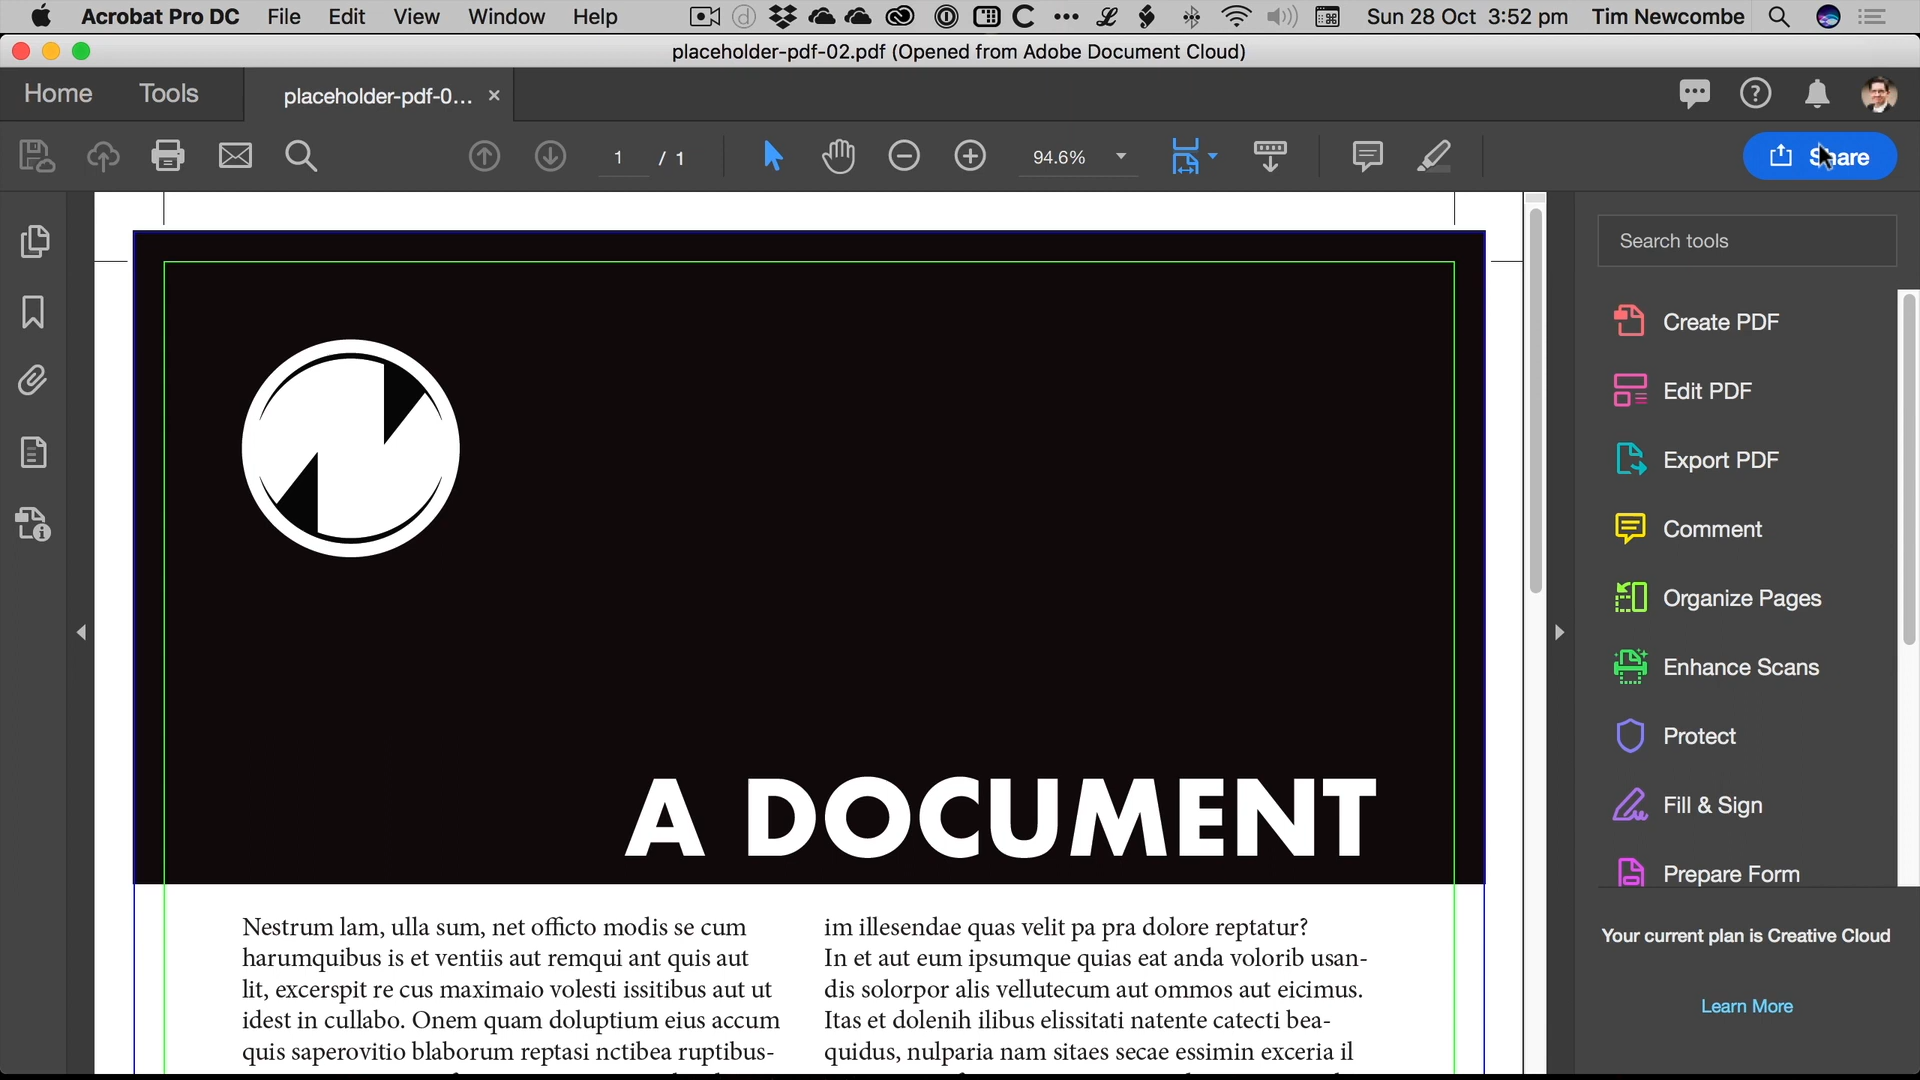 Acrobat Pro DC File Edit View Window Help Sun 28 Oct 3:52 pm Tim Newcombe
placeholder-pdf-02.pdf (Opened from Adobe Document Cloud)
Home Tools placeholder-pdf-0... ×
1 / 1 94.6% Share
Search tools
Create PDF
Edit PDF
Export PDF
Comment
Organize Pages
Enhance Scans
Protect
Fill & Sign
Prepare Form
Your current plan is Creative Cloud
Learn More
A DOCUMENT
Nestrum lam, ulla sum, net officto modis se cum
harumquibus is et ventiis aut remqui ant quis aut
lit, excerspit re cus maximaio volesti issitibus aut ut
idest in cullabo. Onem quam doluptium eius accum
quis saperovitio blaborum reptasi nctibea ruptibus-
im illesendae quas velit pa pra dolore reptatur?
In et aut eum ipsumque quias eat anda volorib usan-
dis solorpor alis vellutecum aut ommos aut eicimus.
Itas et dolenih ilibus elissitati natente catecti bea-
quidus, nulparia nam sitaes secae essimin exceria il